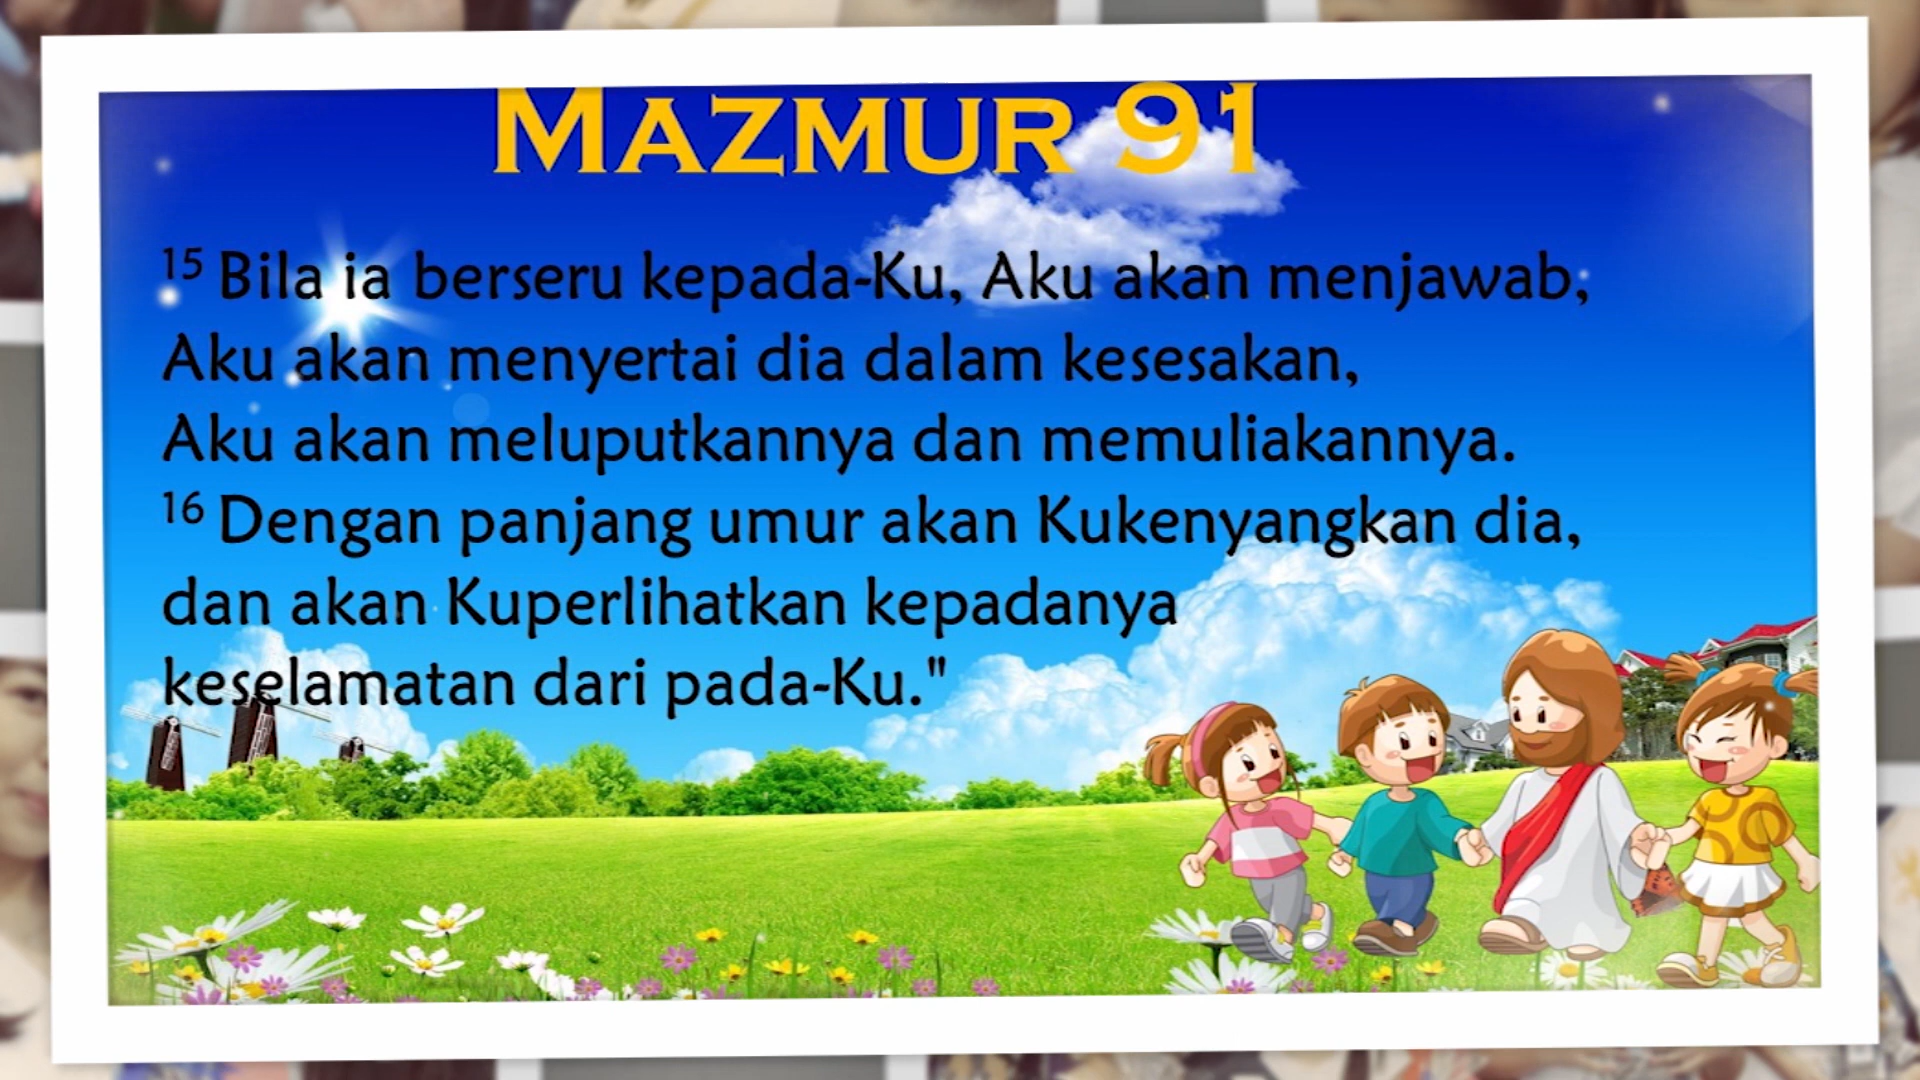 MAZMUR 91
15 Bila ia berseru kepada-Ku, Aku akan menjawab,
Aku akan menyertai dia dalam kesesakan,
Aku akan meluputkannya dan memuliakannya.
16 Dengan panjang umur akan Kukenyangkan dia,
dan akan Kuperlihatkan kepadanya
keselamatan dari pada-Ku."